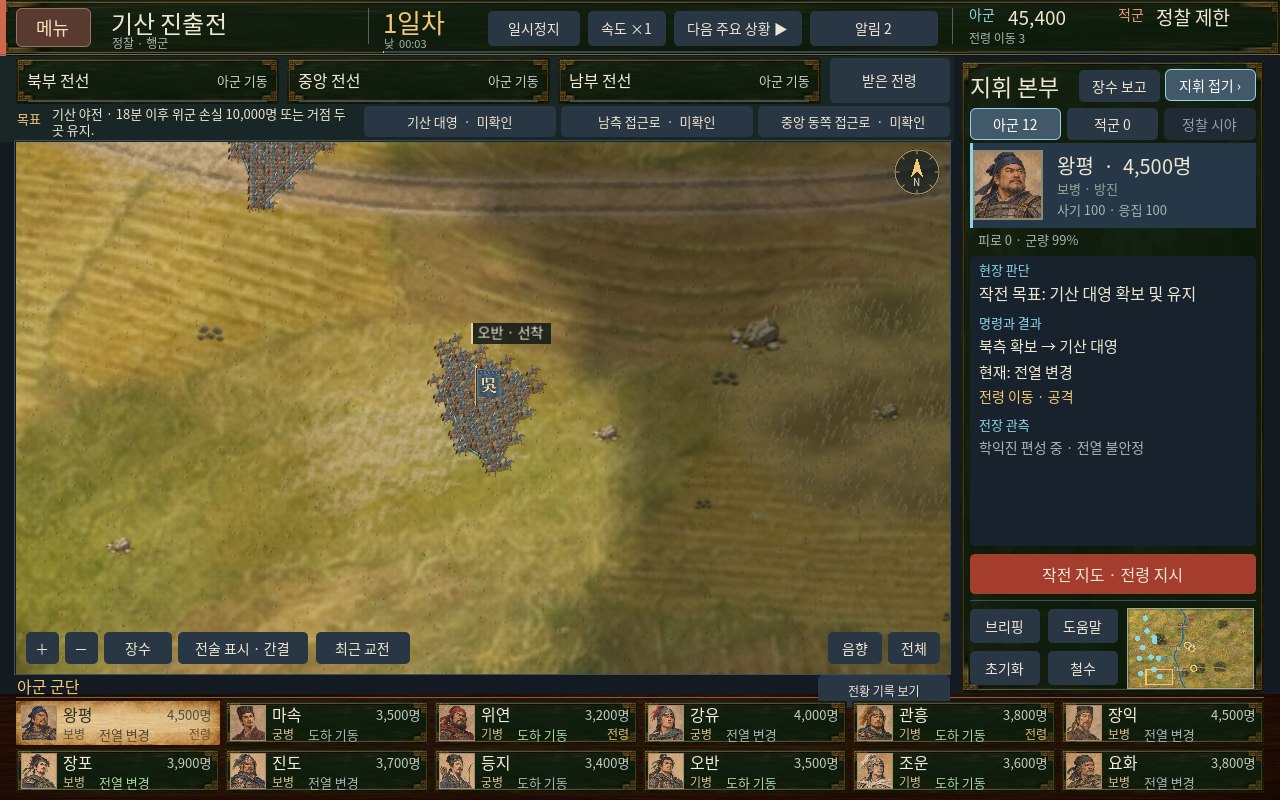 메뉴
기산 진출전
정찰 · 행군
1일차
낮 00:03
일시정지
속도 ×1
다음 주요 상황 ▶
알림 2
아군 45,400
적군 정찰 제한
전령 이동 3
북부 전선 아군 기동
중앙 전선 아군 기동
남부 전선 아군 기동
받은 전령
목표 기산 야전 · 18분 이후 위군 손실 10,000명 또는 거점 두
곳 유지.
기산 대영 · 미확인
남측 접근로 · 미확인
중앙 동쪽 접근로 · 미확인
N
오반 · 선착
吳
+
−
장수
전술 표시 · 간결
최근 교전
음향
전체
지휘 본부
장수 보고
지휘 접기 ›
아군 12
적군 0
정찰 시야
왕평 · 4,500명
보병 · 방진
사기 100 · 응집 100
피로 0 · 군량 99%
현장 판단
작전 목표: 기산 대영 확보 및 유지
명령과 결과
북측 확보 → 기산 대영
현재: 전열 변경
전령 이동 · 공격
전장 관측
학익진 편성 중 · 전열 불안정
작전 지도 · 전령 지시
브리핑
도움말
초기화
철수
아군 군단
전황 기록 보기
왕평 4,500명
보병 전열 변경 전령
마속 3,500명
궁병 도하 기동
위연 3,200명
기병 도하 기동 전령
강유 4,000명
궁병 전열 변경
관흥 3,800명
기병 도하 기동 전령
장익 4,500명
보병 전열 변경
장포 3,900명
보병 전열 변경
진도 3,700명
보병 전열 변경
등지 3,400명
궁병 도하 기동
오반 3,500명
기병 도하 기동
조운 3,600명
기병 도하 기동
요화 3,800명
보병 전열 변경